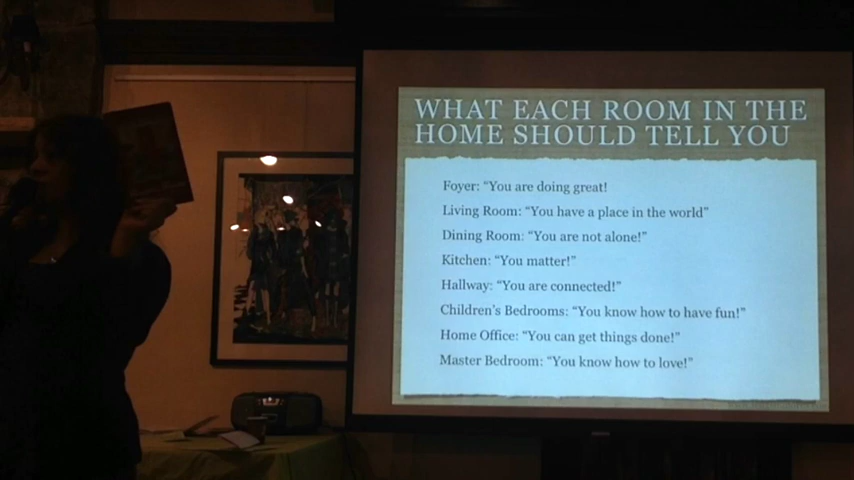 WHAT EACH ROOM IN THE
HOME SHOULD TELL YOU
Foyer: “You are doing great!
Living Room: “You have a place in the world”
Dining Room: “You are not alone!”
Kitchen: “You matter!”
Hallway: “You are connected!”
Children’s Bedrooms: “You know how to have fun!”
Home Office: “You can get things done!”
Master Bedroom: “You know how to love!”